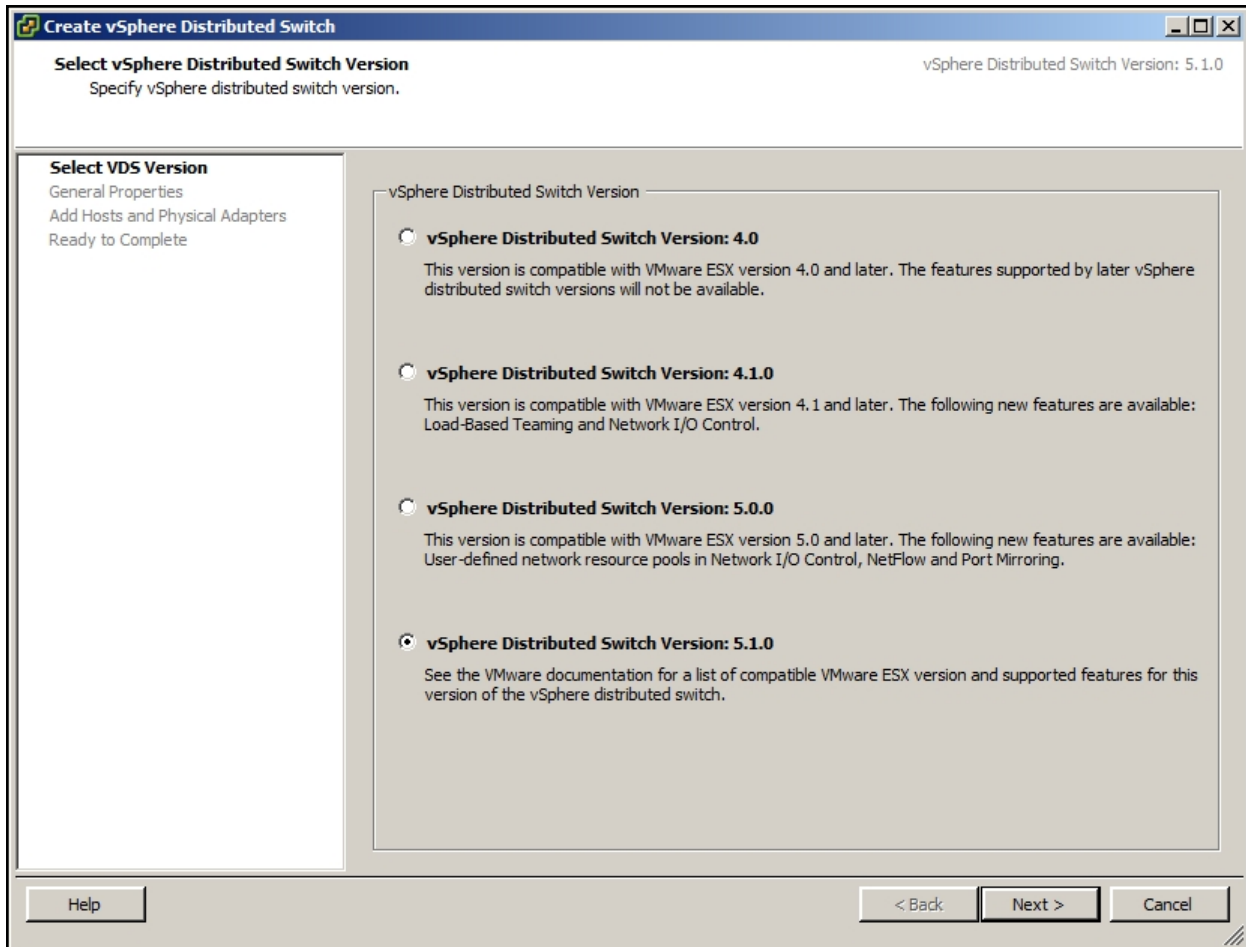 Create vSphere Distributed Switch
Select vSphere Distributed Switch Version
vSphere Distributed Switch Version: 5.1.0
Specify vSphere distributed switch version.
Select VDS Version
General Properties
Add Hosts and Physical Adapters
Ready to Complete
vSphere Distributed Switch Version
vSphere Distributed Switch Version: 4.0
This version is compatible with VMware ESX version 4.0 and later. The features supported by later vSphere
distributed switch versions will not be available.
vSphere Distributed Switch Version: 4.1.0
This version is compatible with VMware ESX version 4.1 and later. The following new features are available:
Load-Based Teaming and Network I/O Control.
vSphere Distributed Switch Version: 5.0.0
This version is compatible with VMware ESX version 5.0 and later. The following new features are available:
User-defined network resource pools in Network I/O Control, NetFlow and Port Mirroring.
vSphere Distributed Switch Version: 5.1.0
See the VMware documentation for a list of compatible VMware ESX version and supported features for this
version of the vSphere distributed switch.
Help
< Back
Next >
Cancel